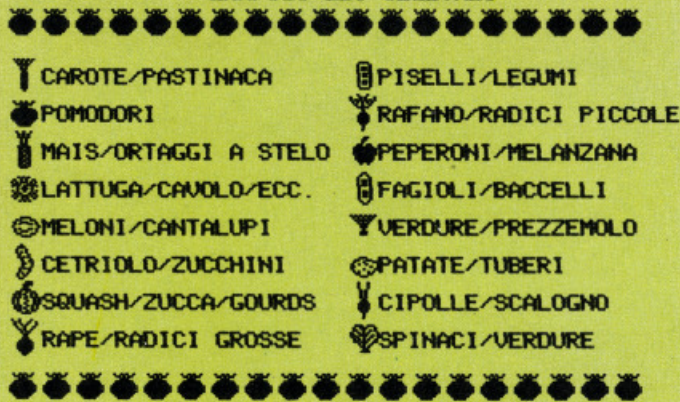 CAROTE/PASTINACA
POMODORI
MAIS/ORTAGGI A STELO
LATTUGA/CAVOLO/ECC.
MELONI/CANTALUPI
CETRIOLO/ZUCCHINI
SQUASH/ZUCCA/GOURDS
RAPE/RADICI GROSSE
PISELLI/LEGUMI
RAFANO/RADICI PICCOLE
PEPERONI/MELANZANA
FAGIOLI/BACCELLI
VERDURE/PREZZEMOLO
PATATE/TUBERI
CIPOLLE/SCALOGNO
SPINACI/VERDURE